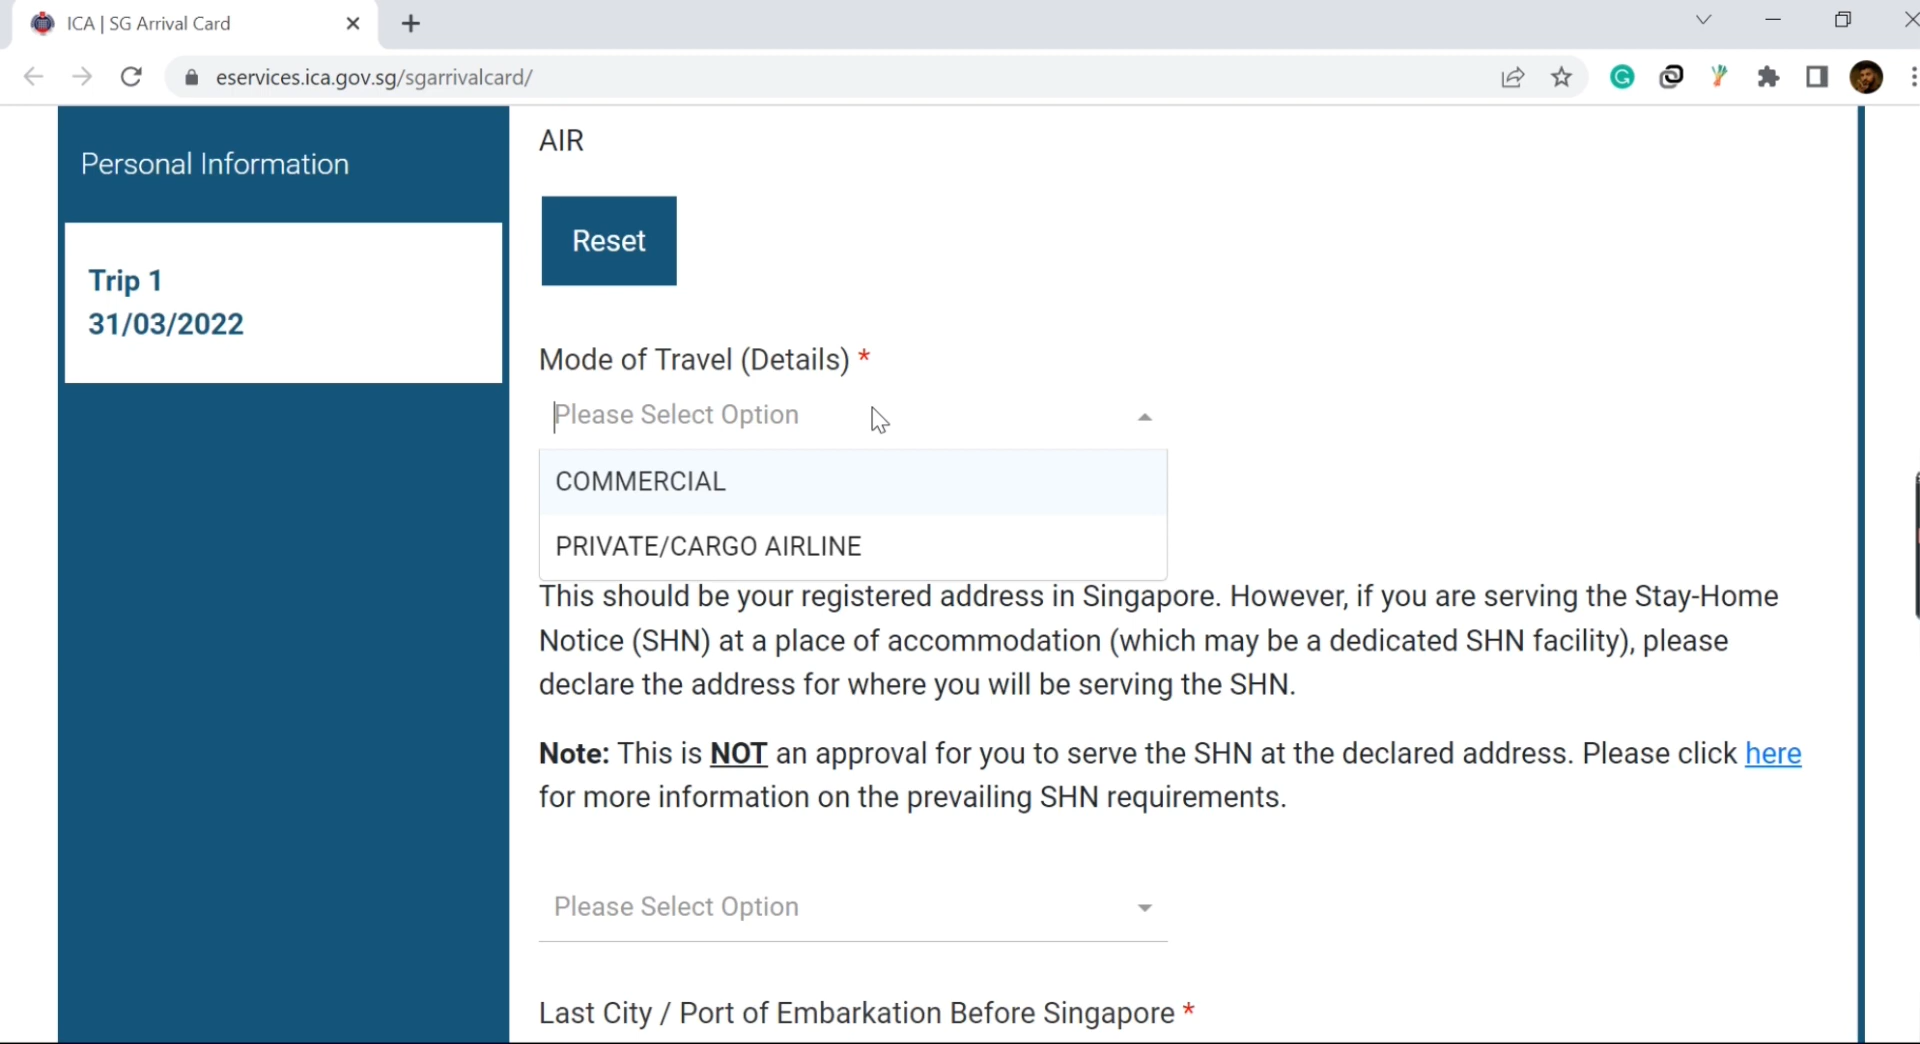 ICA | SG Arrival Card
eservices.ica.gov.sg/sgarrivalcard/
Personal Information
Trip 1
31/03/2022
AIR
Reset
Mode of Travel (Details) *
Please Select Option
COMMERCIAL
PRIVATE/CARGO AIRLINE
This should be your registered address in Singapore. However, if you are serving the Stay-Home
Notice (SHN) at a place of accommodation (which may be a dedicated SHN facility), please
declare the address for where you will be serving the SHN.
Note: This is NOT an approval for you to serve the SHN at the declared address. Please click here
for more information on the prevailing SHN requirements.
Please Select Option
Last City / Port of Embarkation Before Singapore *